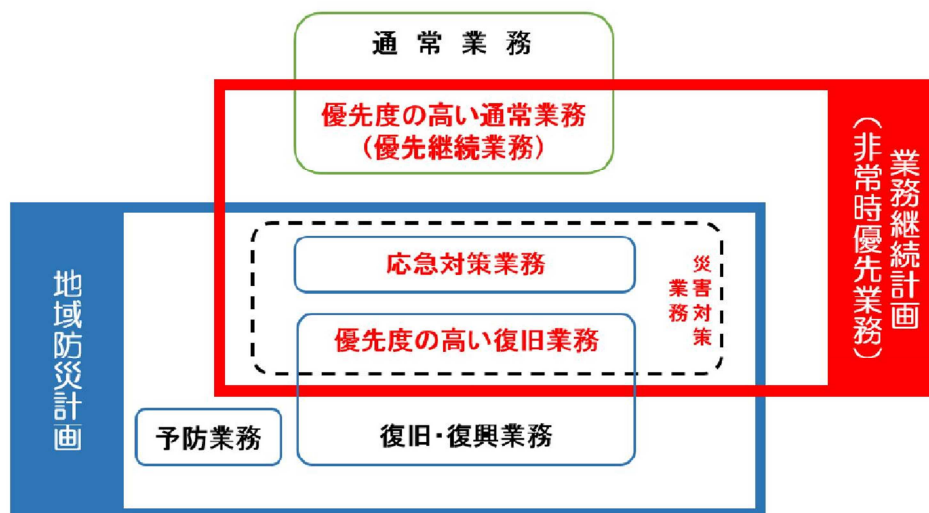 通常業務
優先度の高い通常業務
(優先継続業務)
業務継続計画
(非常時優先業務)
地域防災計画
応急対策業務
災害対策
業務
優先度の高い復旧業務
予防業務
復旧・復興業務